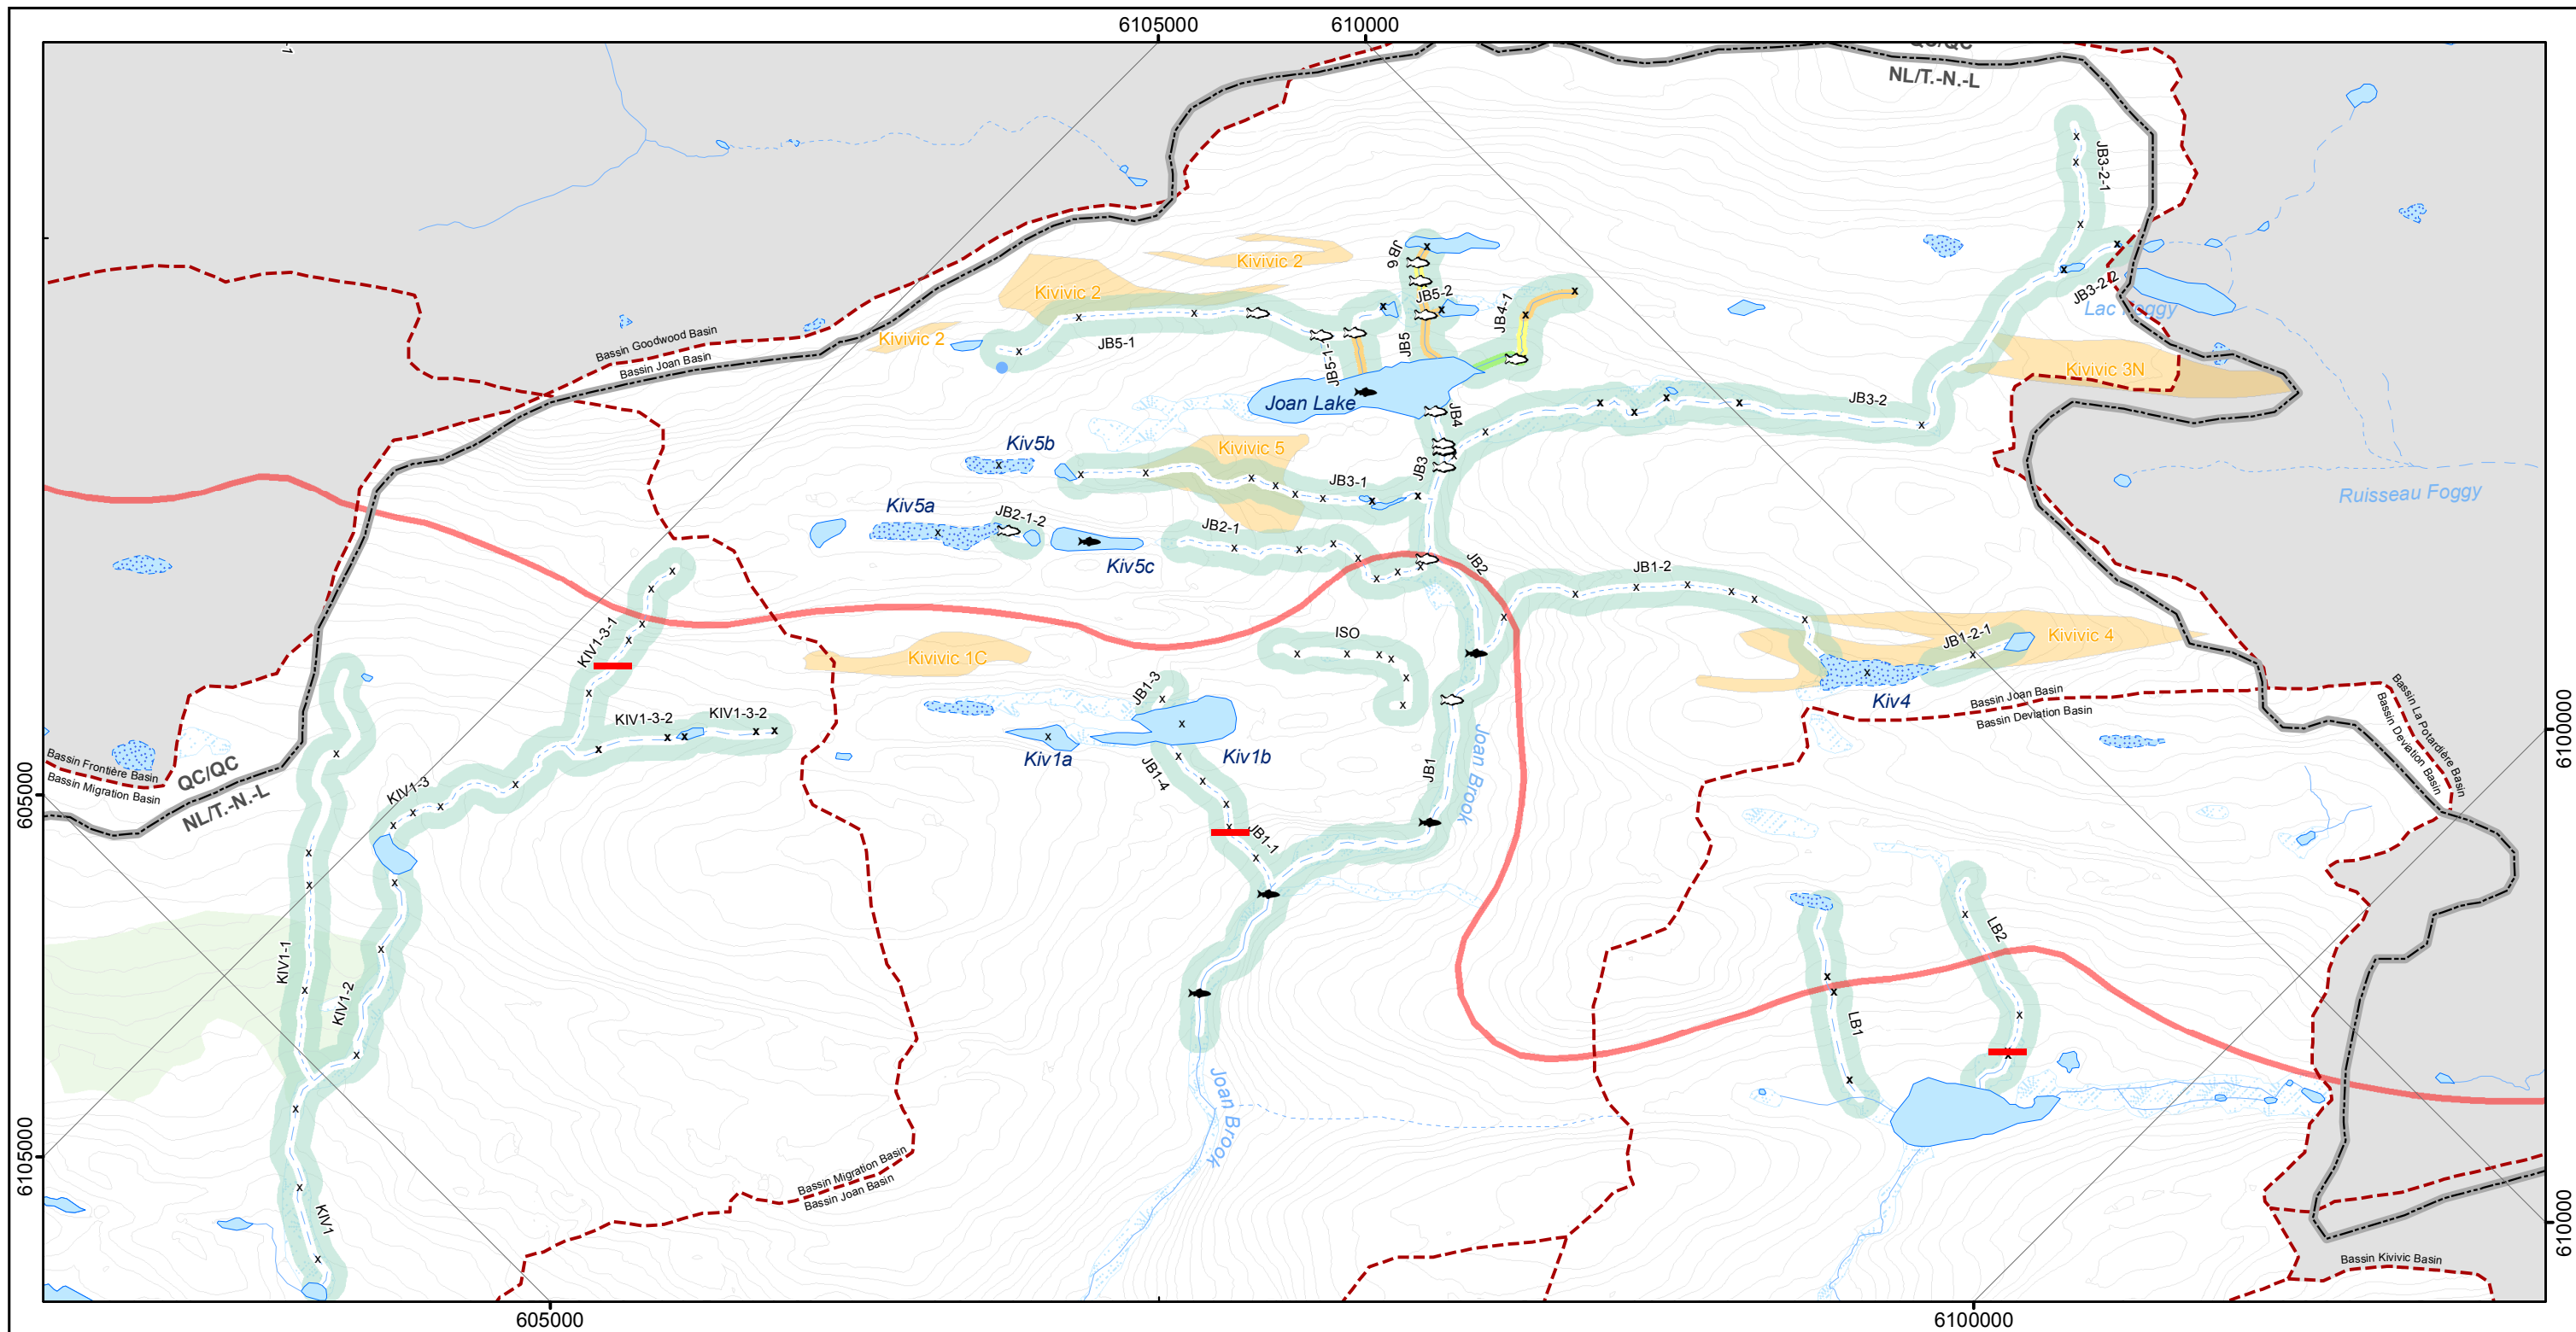 6105000
610000
QC/QC
NL/T.-N.-L
JB3-2-1
JB 6
Kivivic 2
Kivivic 2
JB5-2
JB4-1
JB3-2-2
Lac Foggy
Bassin Goodwood Basin
Bassin Joan Basin
Kivivic 2
JB5-1
JB5
JB5-1-1
Kivivic 3N
Joan Lake
JB4
JB3-2
Kiv5b
Kivivic 5
JB3
JB3-1
Ruisseau Foggy
Kiv5a
JB2-1-2
JB2-1
Kiv5c
JB2
JB1-2
KIV1-3-1
ISO
Kivivic 1C
JB1-2-1
Kivivic 4
JB1-3
Kiv4
Bassin Joan Basin
Bassin Deviation Basin
Bassin La Potardière Basin
Bassin Deviation Basin
KIV1-3-2
KIV1-3-2
Kiv1a
Kiv1b
JB1-4
JB1
Joan Brook
6100000
Bassin Frontière Basin
Bassin Migration Basin
QC/QC
NL/T.-N.-L
605000
KIV1-3
JB1-1
KIV1-1
KIV1-2
LB2
LB1
Joan Brook
6105000
Bassin Migration Basin
Bassin Joan Basin
KIV1
6100000
Bassin Kivivic Basin
605000
6100000